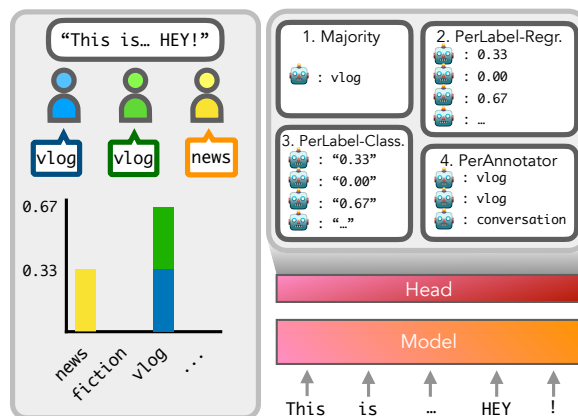 “This is… HEY!”
vlog
vlog
news
0.67
0.33
news
fiction
vlog
...
1. Majority
: vlog
2. PerLabel-Regr.
: 0.33
: 0.00
: 0.67
: …
3. PerLabel-Class.
: “0.33”
: “0.00”
: “0.67”
: “…”
4. PerAnnotator
: vlog
: vlog
: conversation
Head
Model
This is … HEY !